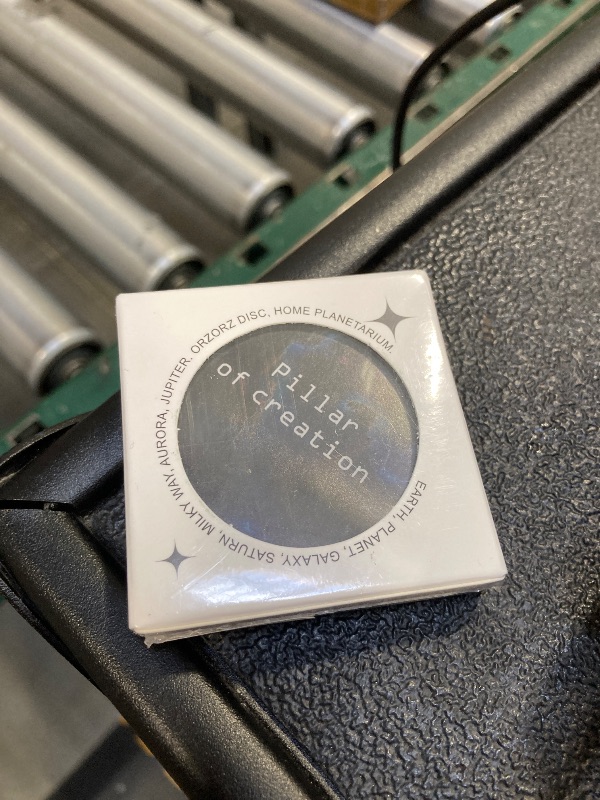 Pillar
of creation
EARTH, PLANET, GALAXY, SATURN, MILKY WAY, AURORA, JUPITER, ORZORZ DISC, HOME PLANETARIUM.